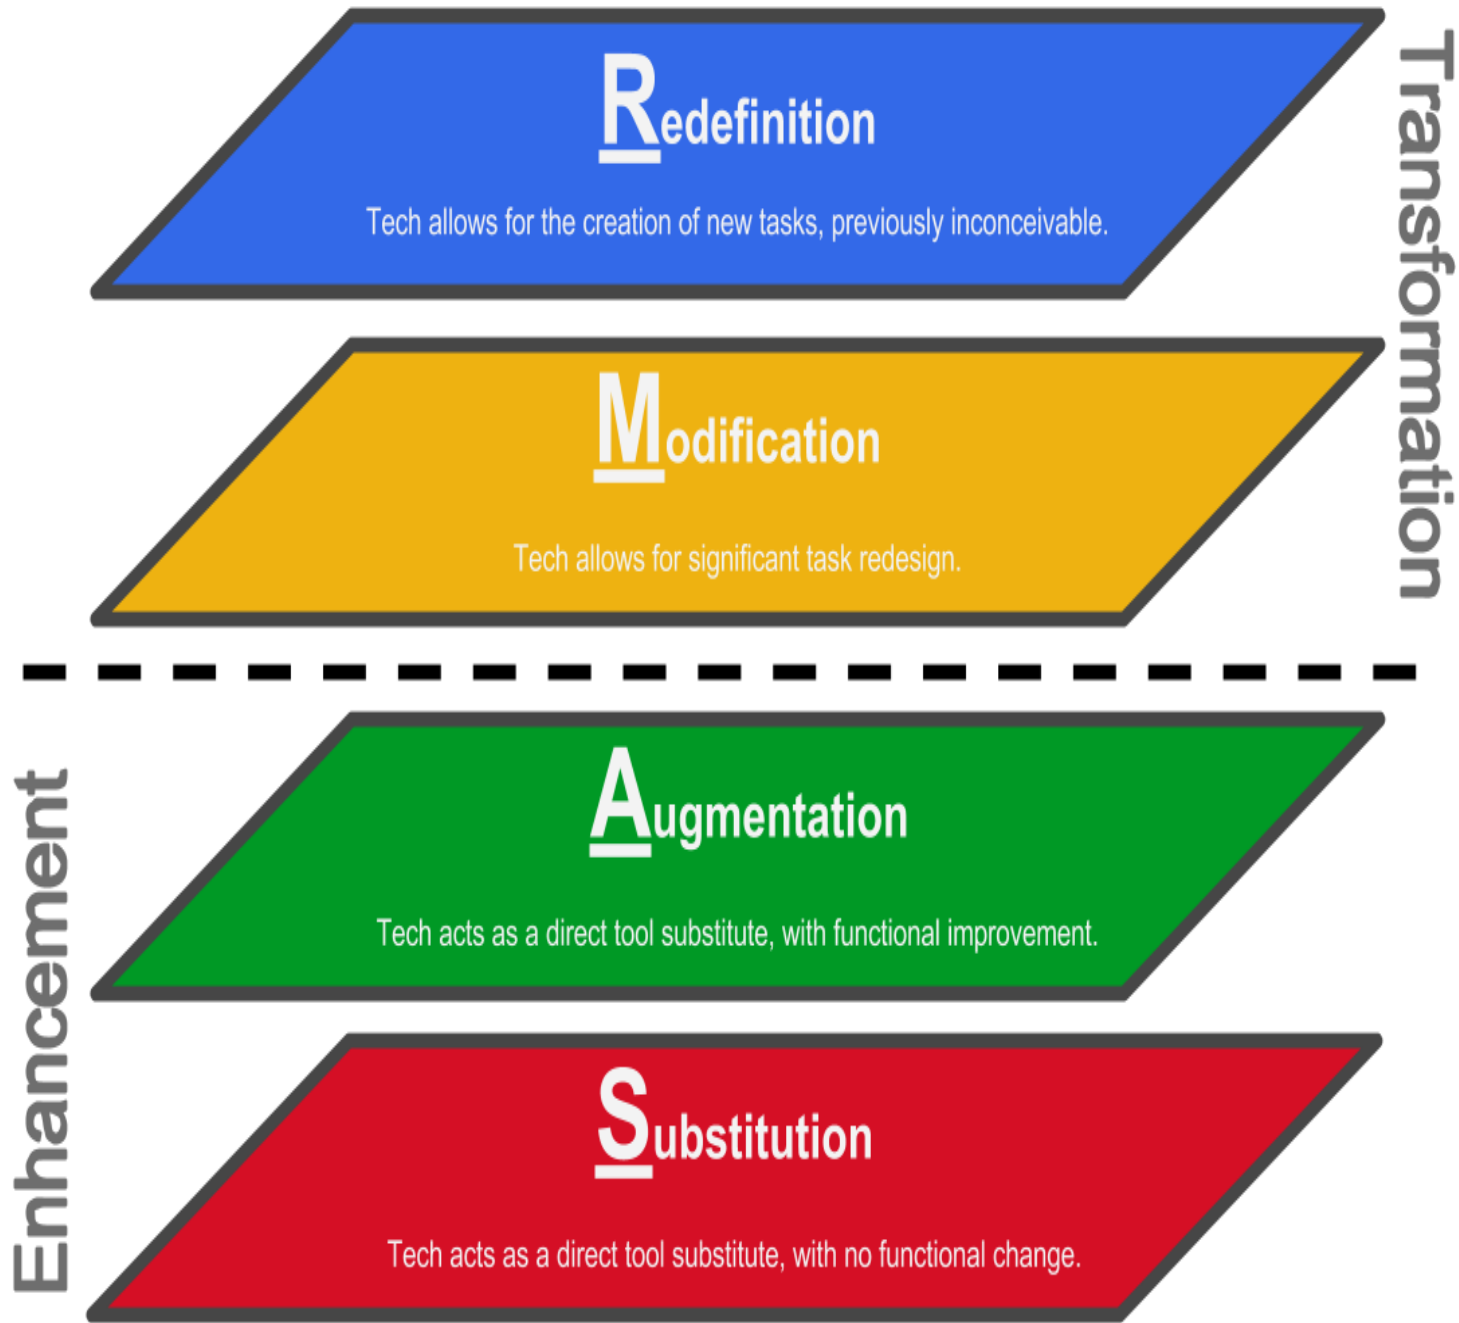 Redefinition
Tech allows for the creation of new tasks, previously inconceivable.
Transformation
Modification
Tech allows for significant task redesign.
Augmentation
Tech acts as a direct tool substitute, with functional improvement.
Enhancement
Substitution
Tech acts as a direct tool substitute, with no functional change.